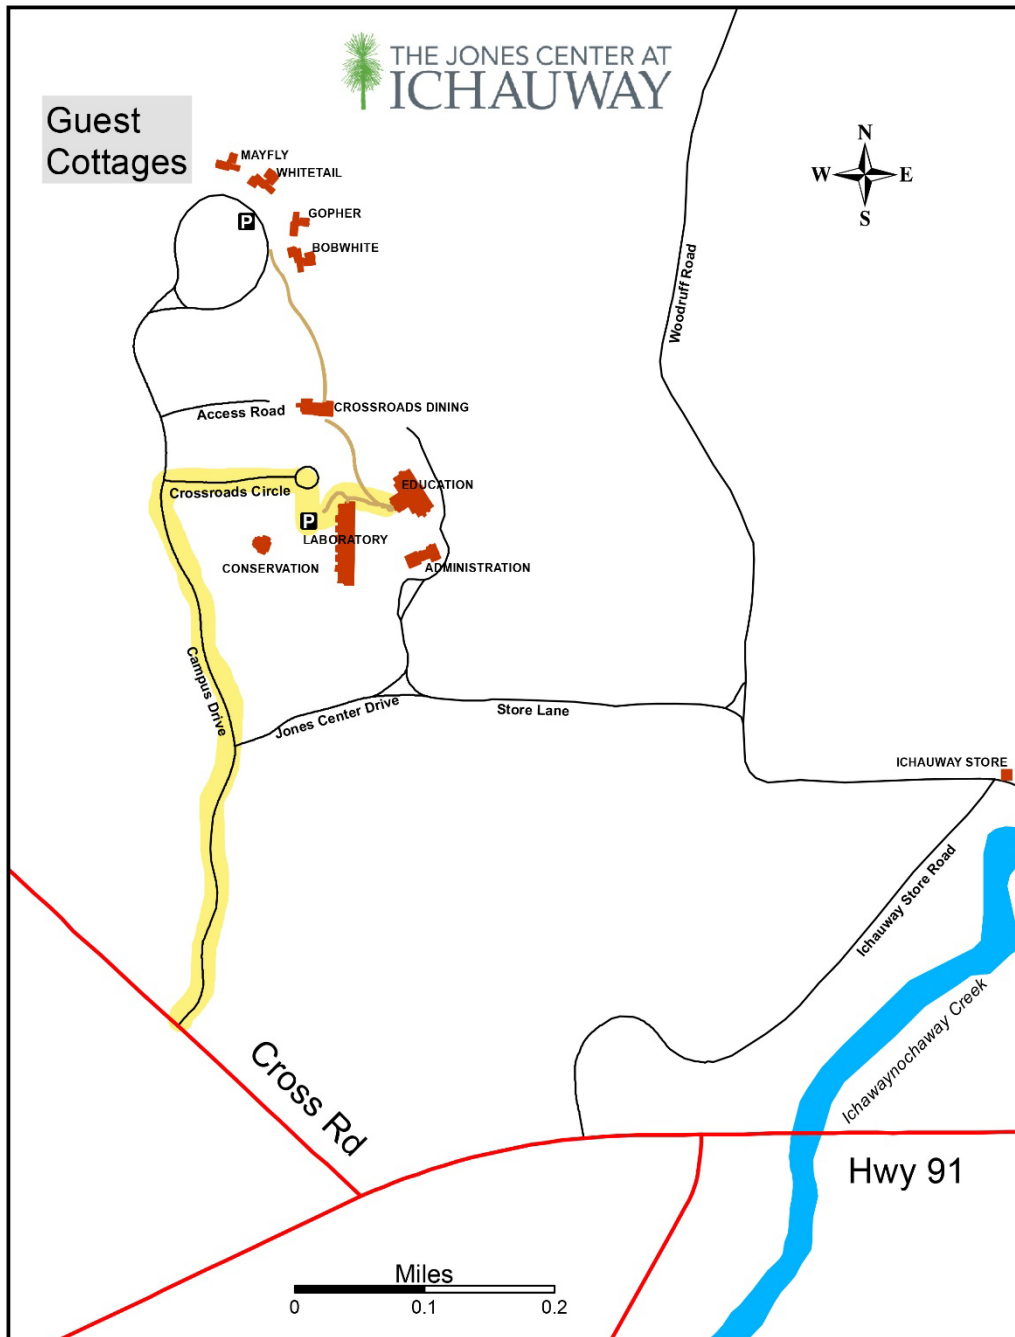 THE JONES CENTER AT
ICHAUWAY
Guest
Cottages
N
W
E
S
MAYFLY
WHITETAIL
P
GOPHER
BOBWHITE
Woodruff Road
Access Road
CROSSROADS DINING
Crossroads Circle
EDUCATION
P
LABORATORY
CONSERVATION
ADMINISTRATION
Campus Drive
Jones Center Drive
Store Lane
ICHAUWAY STORE
Ichauway Store Road
Ichawaynochaway Creek
Cross Rd
Hwy 91
Miles
0
0.1
0.2